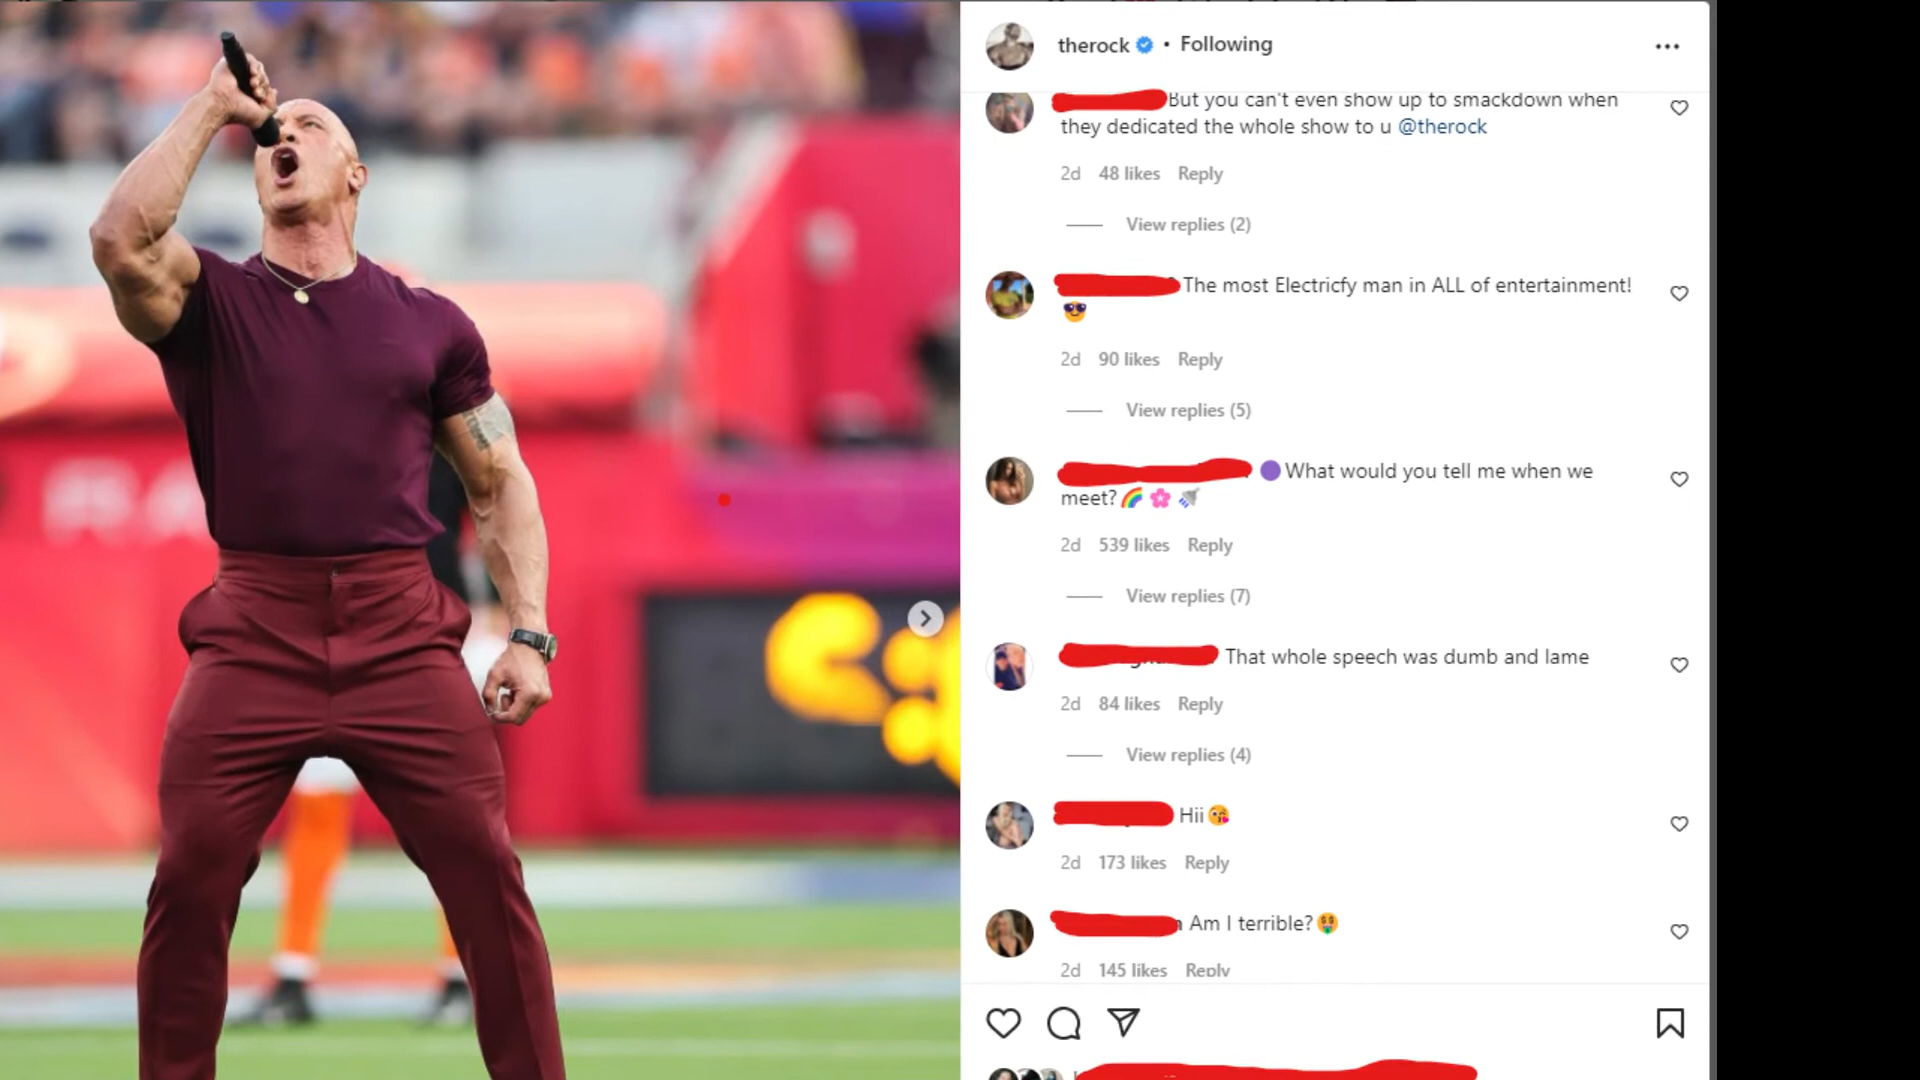 therock • Following
But you can't even show up to smackdown when
they dedicated the whole show to u @therock
2d 48 likes Reply
View replies (2)
The most Electricfy man in ALL of entertainment!
😎
2d 90 likes Reply
View replies (5)
🟣What would you tell me when we
meet?🌈🌸🚿
2d 539 likes Reply
View replies (7)
That whole speech was dumb and lame
2d 84 likes Reply
View replies (4)
Hii😘
2d 173 likes Reply
Am I terrible?🤑
2d 145 likes Reply